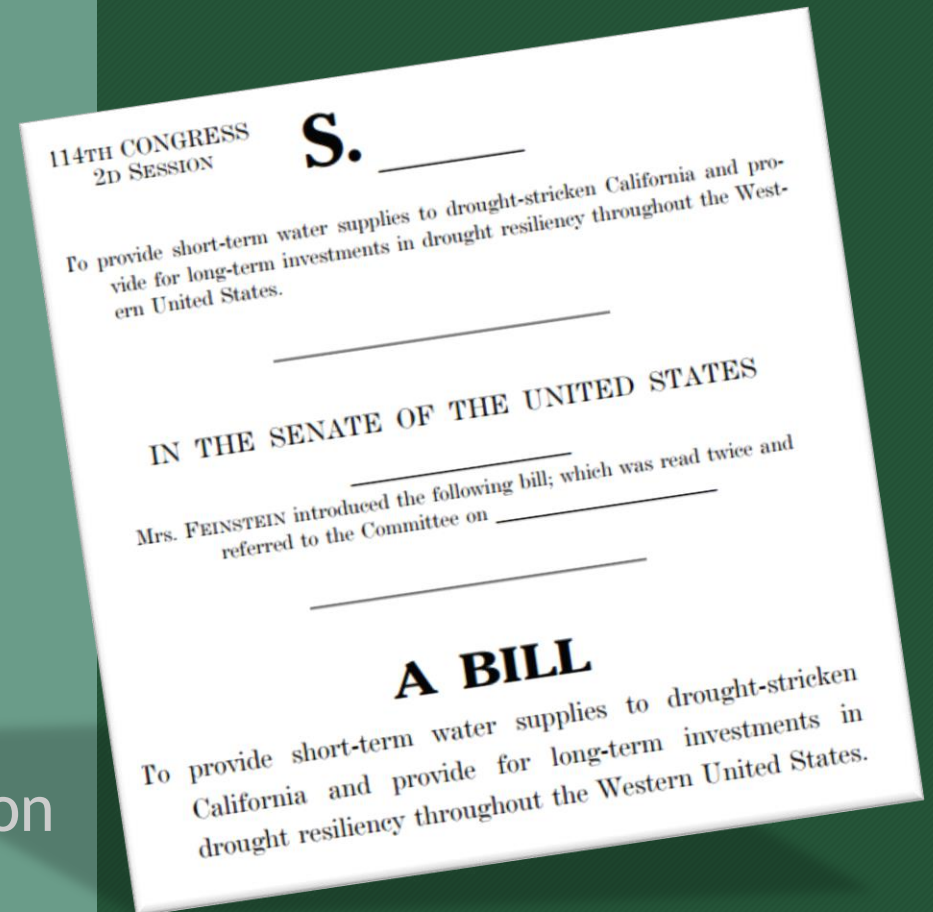 114TH CONGRESS
2D SESSION
S. ________
To provide short-term water supplies to drought-stricken California and pro-
vide for long-term investments in drought resiliency throughout the West-
ern United States.
IN THE SENATE OF THE UNITED STATES
Mrs. FEINSTEIN introduced the following bill; which was read twice and
referred to the Committee on ____________
A BILL
To provide short-term water supplies to drought-stricken
California and provide for long-term investments in
drought resiliency throughout the Western United States.
on